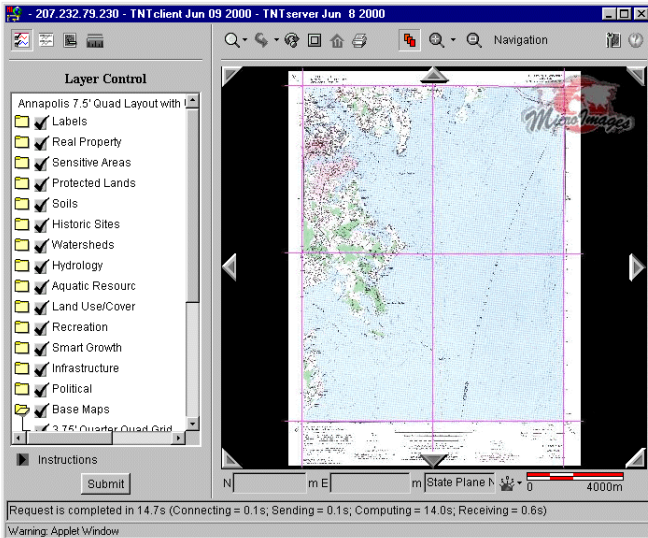 - 207.232.79.230 - TNTclient Jun 09 2000 - TNTserver Jun 8 2000
Navigation
Layer Control
Annapolis 7.5' Quad Layout with
Labels
Real Property
Sensitive Areas
Protected Lands
Soils
Historic Sites
Watersheds
Hydrology
Aquatic Resourc
Land Use/Cover
Recreation
Smart Growth
Infrastructure
Political
Base Maps
3.75' Quarter Quad Grid
Instructions
Submit
MicroImages
N m E m State Plane N
0 4000m
Request is completed in 14.7s (Connecting = 0.1s; Sending = 0.1s; Computing = 14.0s; Receiving = 0.6s)
Warning: Applet Window